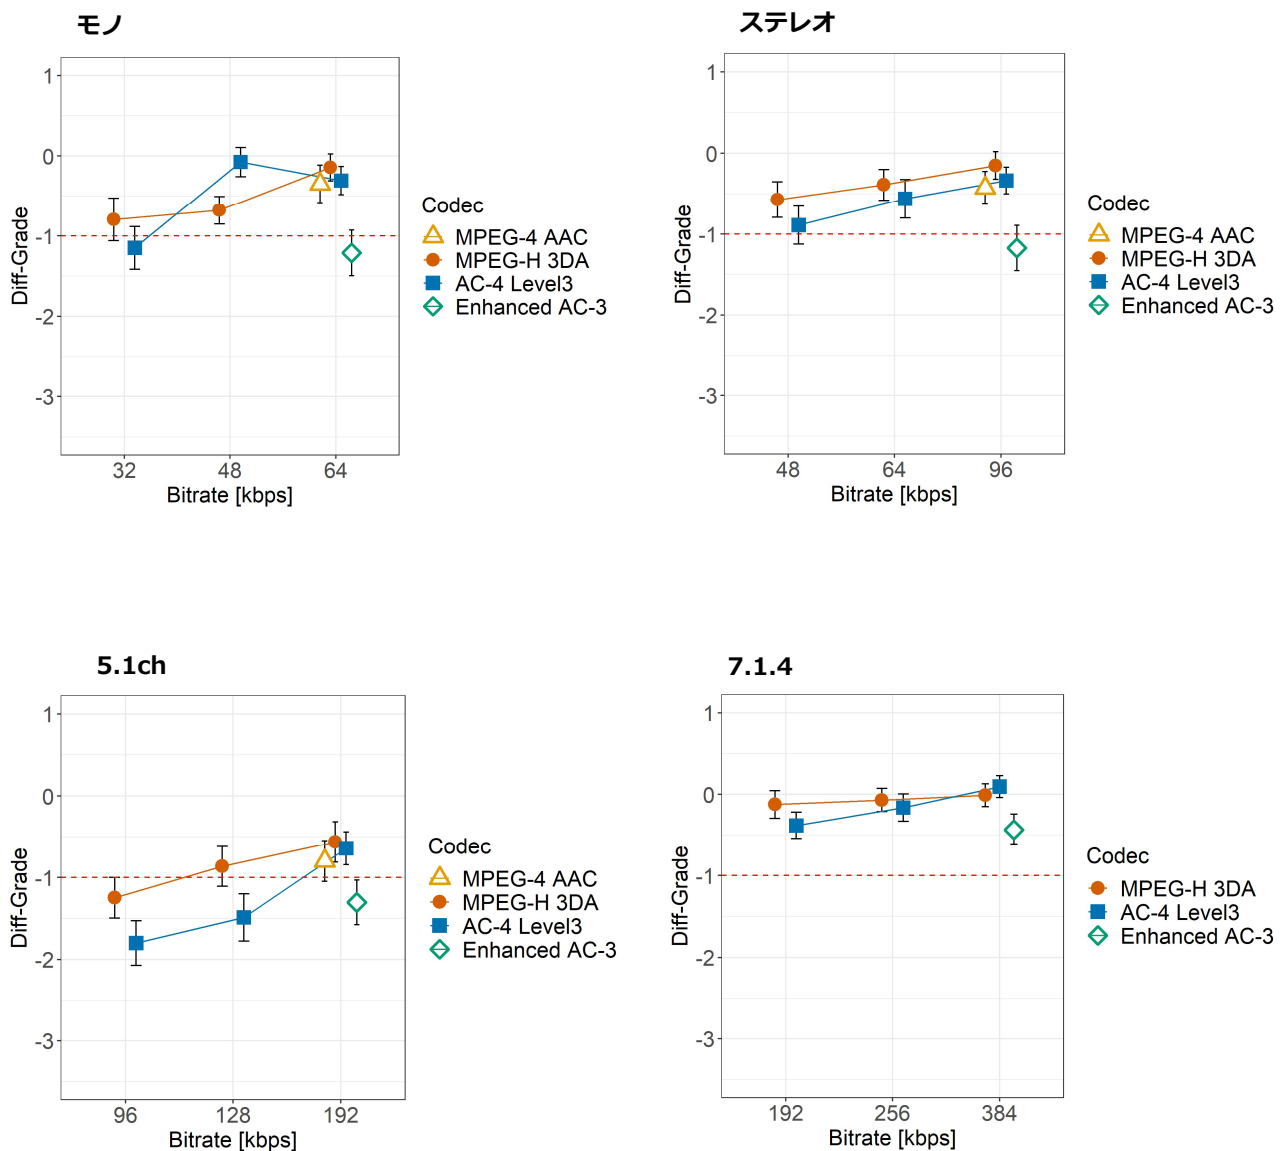 モノ
1
0
-1
-2
-3
Diff-Grade
32 48 64
Bitrate [kbps]
Codec
MPEG-4 AAC
MPEG-H 3DA
AC-4 Level3
Enhanced AC-3
ステレオ
1
0
-1
-2
-3
Diff-Grade
48 64 96
Bitrate [kbps]
Codec
MPEG-4 AAC
MPEG-H 3DA
AC-4 Level3
Enhanced AC-3
5.1ch
1
0
-1
-2
-3
Diff-Grade
96 128 192
Bitrate [kbps]
Codec
MPEG-4 AAC
MPEG-H 3DA
AC-4 Level3
Enhanced AC-3
7.1.4
1
0
-1
-2
-3
Diff-Grade
192 256 384
Bitrate [kbps]
Codec
MPEG-H 3DA
AC-4 Level3
Enhanced AC-3